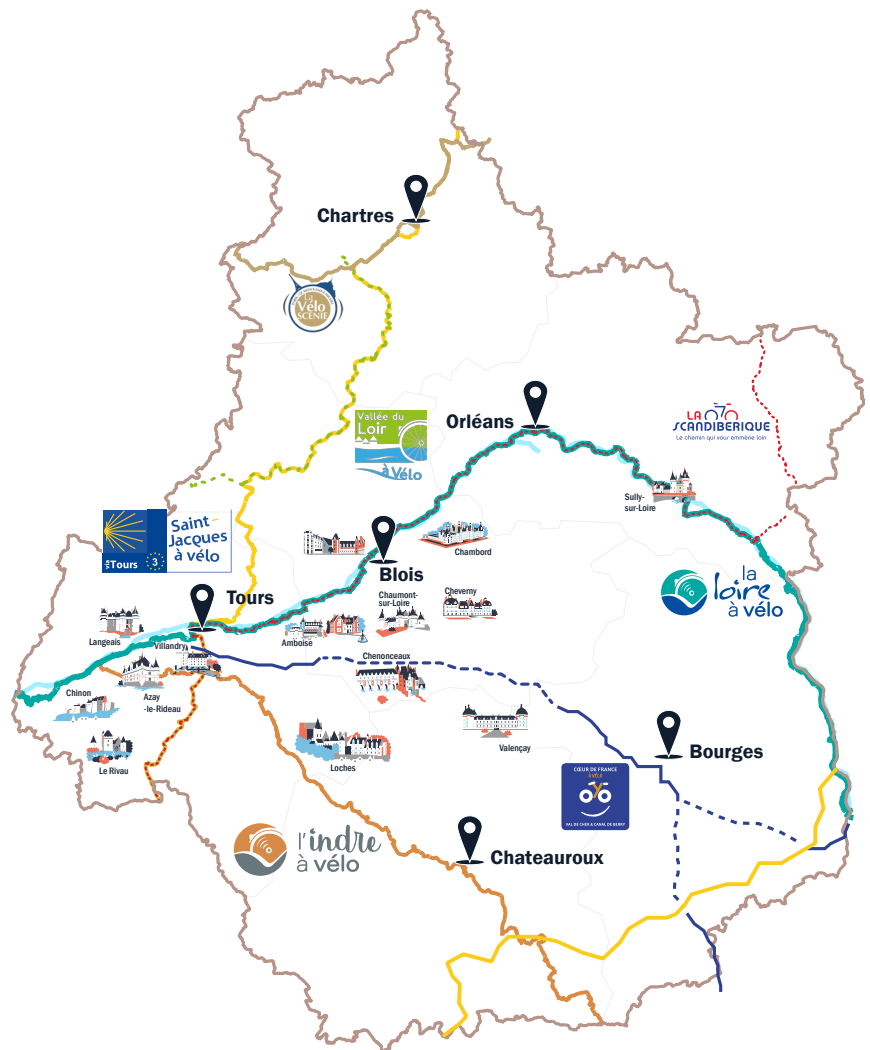 Chartres
La
Vélo
SCÉNIE
Vallée du
Loir
à Vélo
Orléans
LA
SCANDIBERIQUE
Le chemin qui vous emmène loin
Sully-
sur-Loire
Saint-
Jacques
à vélo
via Tours
3
Chambord
Blois
la
loire
à vélo
Tours
Chaumont-
sur-Loire
Cheverny
Langeais
Amboise
Villandry
Chenonceaux
Chinon
Azay
-le-Rideau
Valençay
Bourges
Le Rivau
Loches
CŒUR DE FRANCE
À VÉLO
VAL DE CHER & CANAL DE BERRY
l'indre
à vélo
Chateauroux